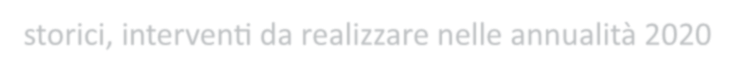 storici, interventi da realizzare nelle annualità 2020